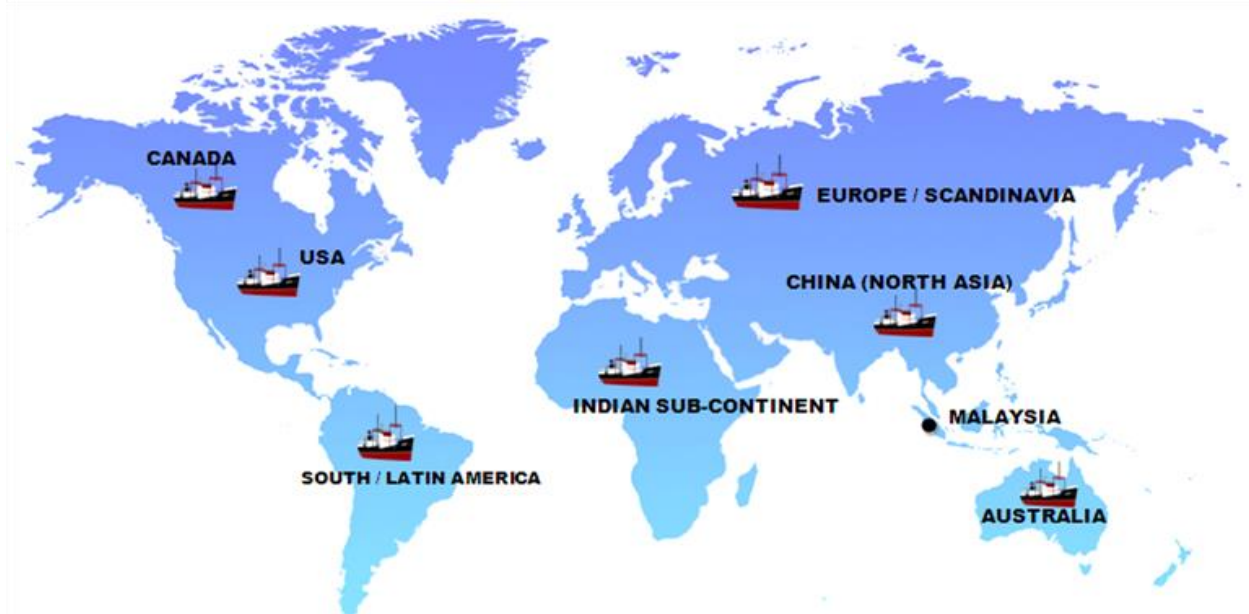 CANADA
EUROPE / SCANDINAVIA
USA
CHINA (NORTH ASIA)
INDIAN SUB-CONTINENT
MALAYSIA
SOUTH / LATIN AMERICA
AUSTRALIA